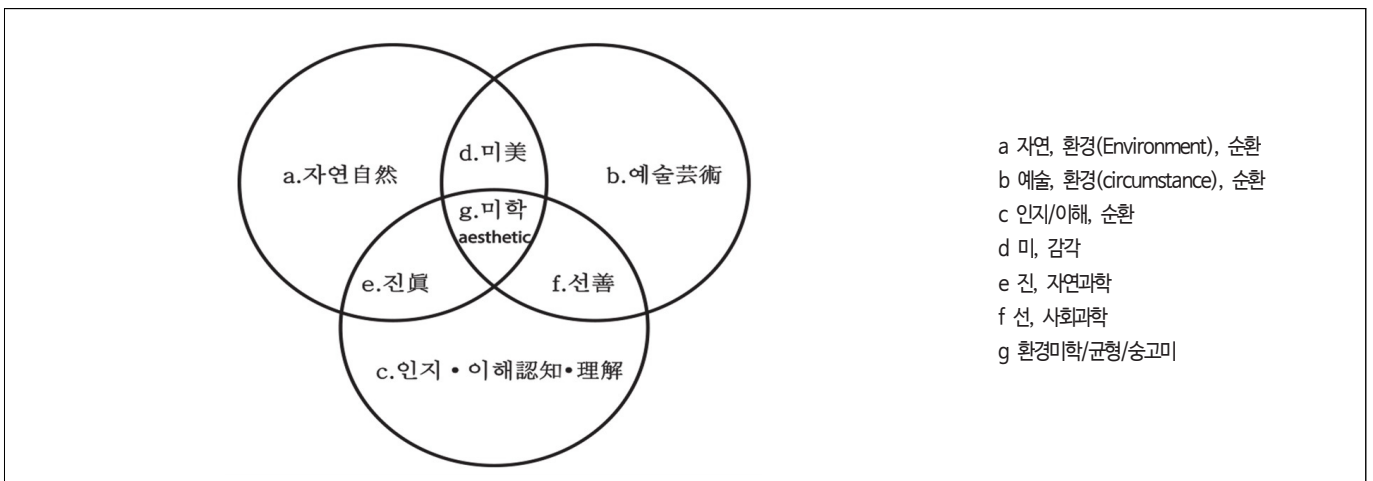 a.자연自然
d.미美
b.예술芸術
g.미학
aesthetic
e.진眞
f.선善
c.인지・이해認知・理解
a 자연, 환경(Environment), 순환
b 예술, 환경(circumstance), 순환
c 인지/이해, 순환
d 미, 감각
e 진, 자연과학
f 선, 사회과학
g 환경미학/균형/숭고미